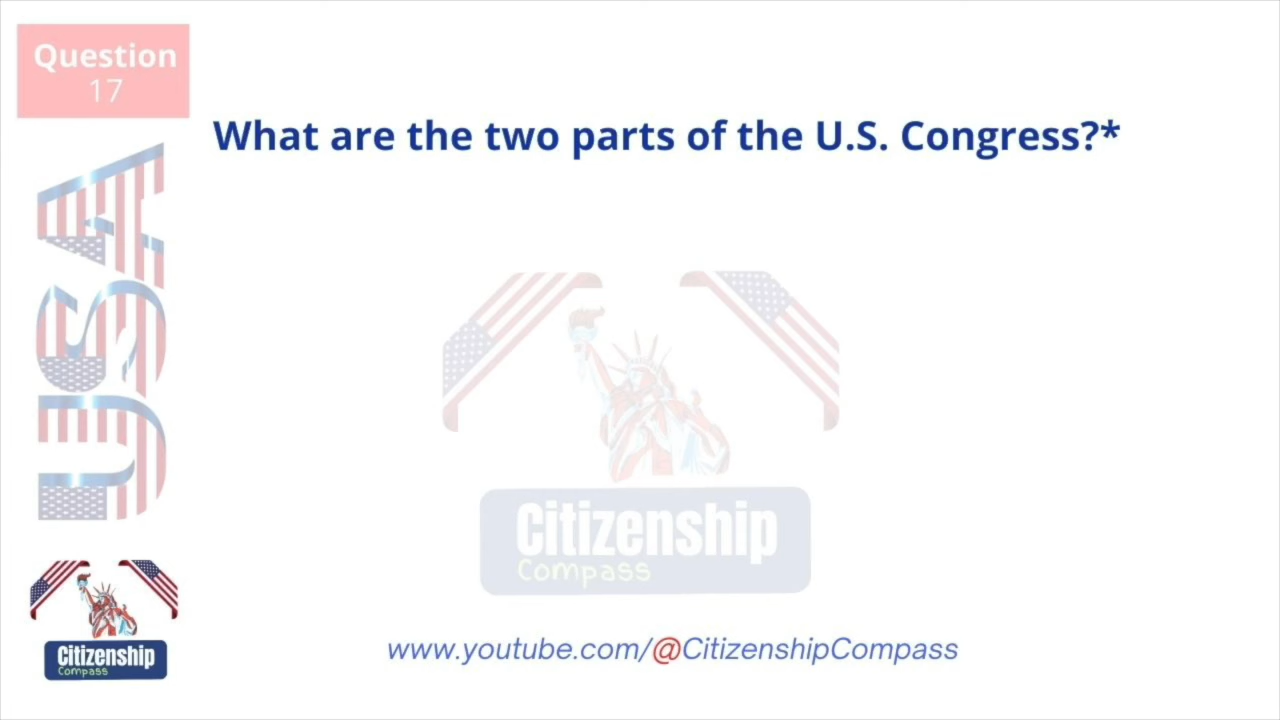 Question
17
What are the two parts of the U.S. Congress?*
USA
Citizenship
Compass
Citizenship
Compass
www.youtube.com/@CitizenshipCompass